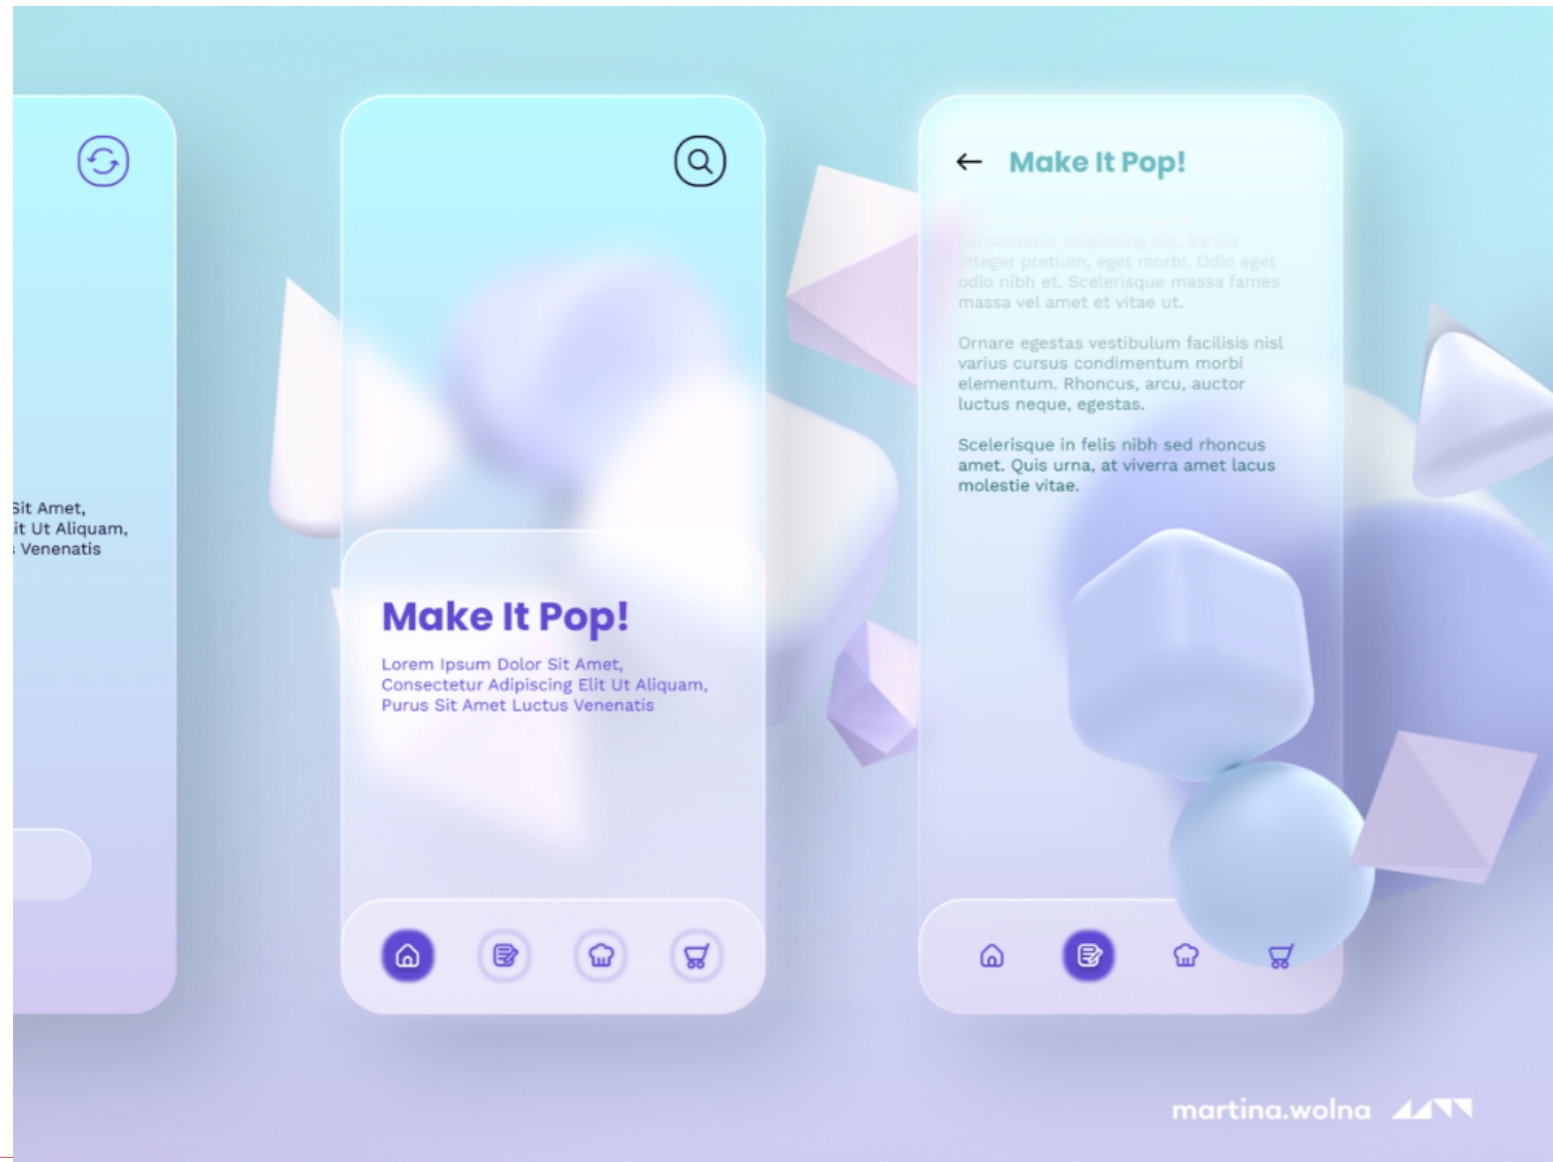 Sit Amet,
it Ut Aliquam,
Venenatis
Make It Pop!
Lorem Ipsum Dolor Sit Amet,
Consectetur Adipiscing Elit Ut Aliquam,
Purus Sit Amet Luctus Venenatis
Make It Pop!
consectetur adipiscing elit. Varius
integer pretium, eget morbi. Odio eget
odio nibh et. Scelerisque massa fames
massa vel amet et vitae ut.
Ornare egestas vestibulum facilisis nisl
varius cursus condimentum morbi
elementum. Rhoncus, arcu, auctor
luctus neque, egestas.
Scelerisque in felis nibh sed rhoncus
amet. Quis urna, at viverra amet lacus
molestie vitae.
martina.wolna